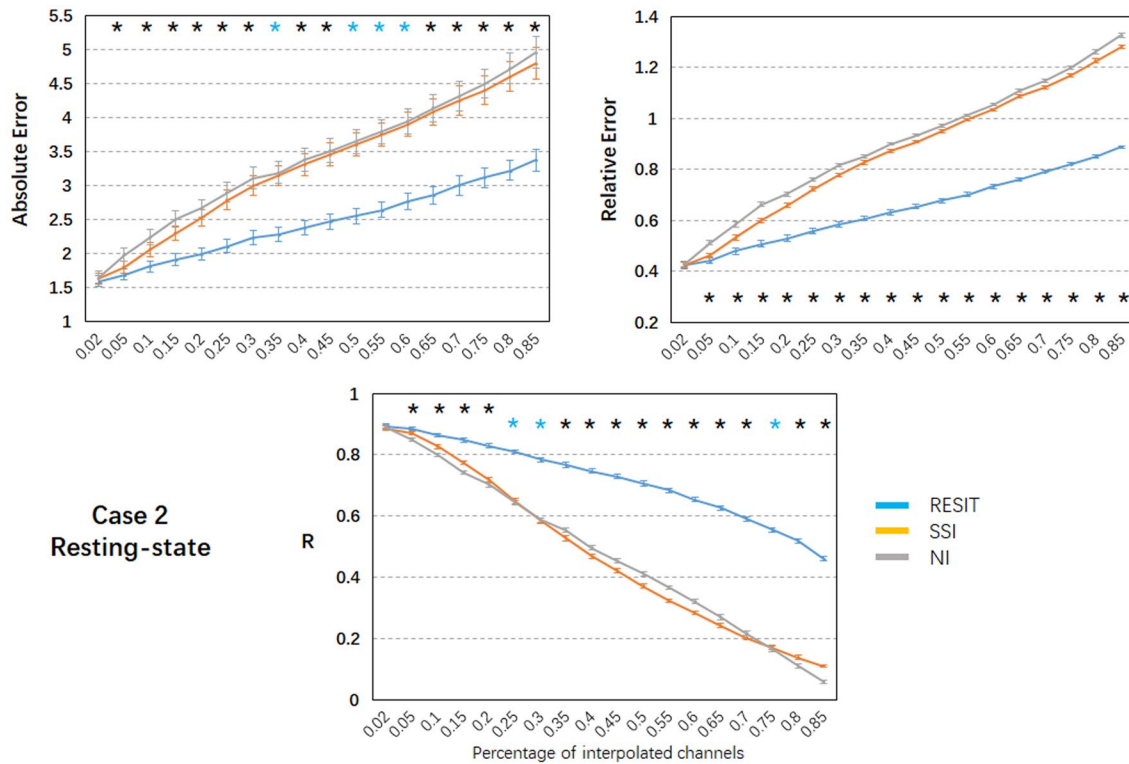 5.5
5
4.5
4
3.5
3
2.5
2
1.5
1
Absolute Error
* * * * * * * * * * * * * * * * *
0.02 0.05 0.1 0.15 0.2 0.25 0.3 0.35 0.4 0.45 0.5 0.55 0.6 0.65 0.7 0.75 0.8 0.85
1.4
1.2
1
0.8
0.6
0.4
0.2
Relative Error
* * * * * * * * * * * * * * * * *
0.02 0.05 0.1 0.15 0.2 0.25 0.3 0.35 0.4 0.45 0.5 0.55 0.6 0.65 0.7 0.75 0.8 0.85
Case 2
Resting-state
1
0.8
0.6
0.4
0.2
0
R
* * * * * * * * * * * * * * * * *
0.02 0.05 0.1 0.15 0.2 0.25 0.3 0.35 0.4 0.45 0.5 0.55 0.6 0.65 0.7 0.75 0.8 0.85
Percentage of interpolated channels
RESIT
SSI
NI